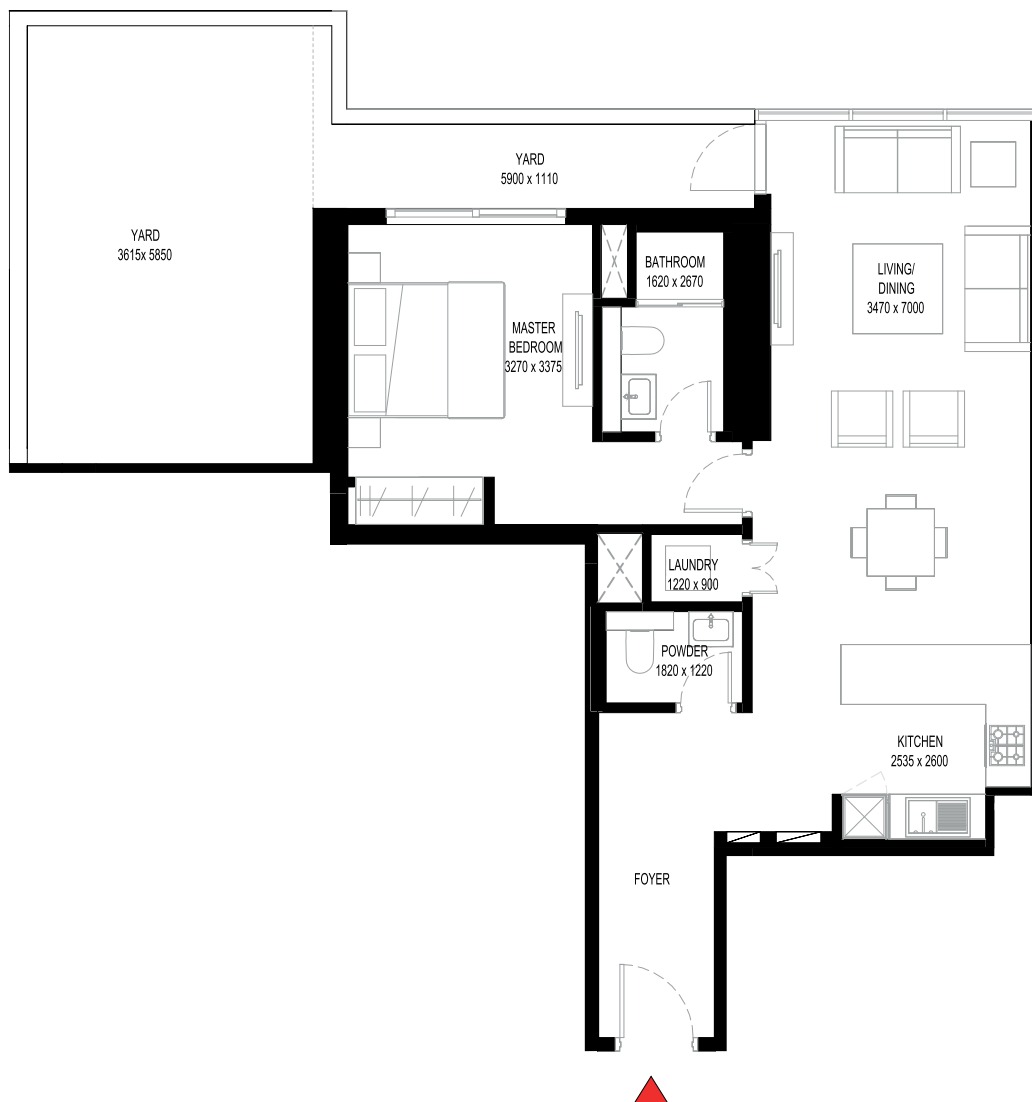 YARD
5900 x 1110
YARD
3615x 5850
BATHROOM
1620 x 2670
LIVING/
DINING
3470 x 7000
MASTER
BEDROOM
3270 x 3375
LAUNDRY
1220 x 900
POWDER
1820 x 1220
KITCHEN
2535 x 2600
FOYER